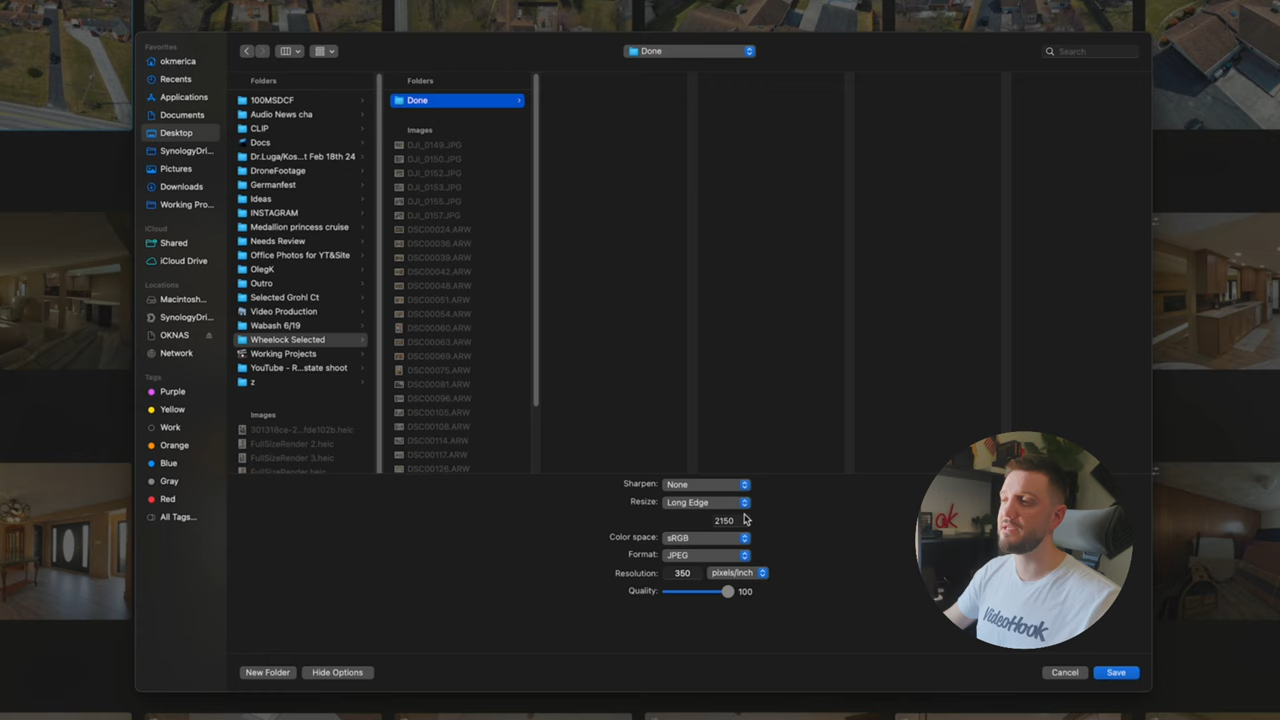 Favorites
okmerica
Recents
Applications
Documents
Desktop
SynologyDri...
Pictures
Downloads
Working Pro...
iCloud
Shared
iCloud Drive
Locations
Macintosh...
SynologyDri...
OKNAS
Network
Tags
Purple
Yellow
Work
Orange
Blue
Gray
Red
All Tags...
Done
Search
Folders
100MSDCF
Audio News cha
CLIP
Docs
Dr.Luga/Kos...t Feb 18th 24
DroneFootage
Germanfest
Ideas
INSTAGRAM
Medallion princess cruise
Needs Review
Office Photos for YT&Site
OlegK
Outro
Selected Grohl Ct
Video Production
Wabash 6/19
Wheelock Selected
Working Projects
YouTube - R...state shoot
z
Images
301318ce-2...fde102b.heic
FullSizeRender 2.heic
FullSizeRender 3.heic
FullSizeRender.heic
Folders
Done
Images
DJI_0149.JPG
DJI_0150.JPG
DJI_0152.JPG
DJI_0153.JPG
DJI_0155.JPG
DJI_0157.JPG
DSC00024.ARW
DSC00036.ARW
DSC00039.ARW
DSC00042.ARW
DSC00048.ARW
DSC00051.ARW
DSC00054.ARW
DSC00060.ARW
DSC00063.ARW
DSC00069.ARW
DSC00075.ARW
DSC00081.ARW
DSC00096.ARW
DSC00105.ARW
DSC00108.ARW
DSC00114.ARW
DSC00117.ARW
DSC00126.ARW
Sharpen: None
Resize: Long Edge
2150
Color space: sRGB
Format: JPEG
Resolution: 350 pixels/inch
Quality: 100
ok
VideoHook
New Folder
Hide Options
Cancel
Save